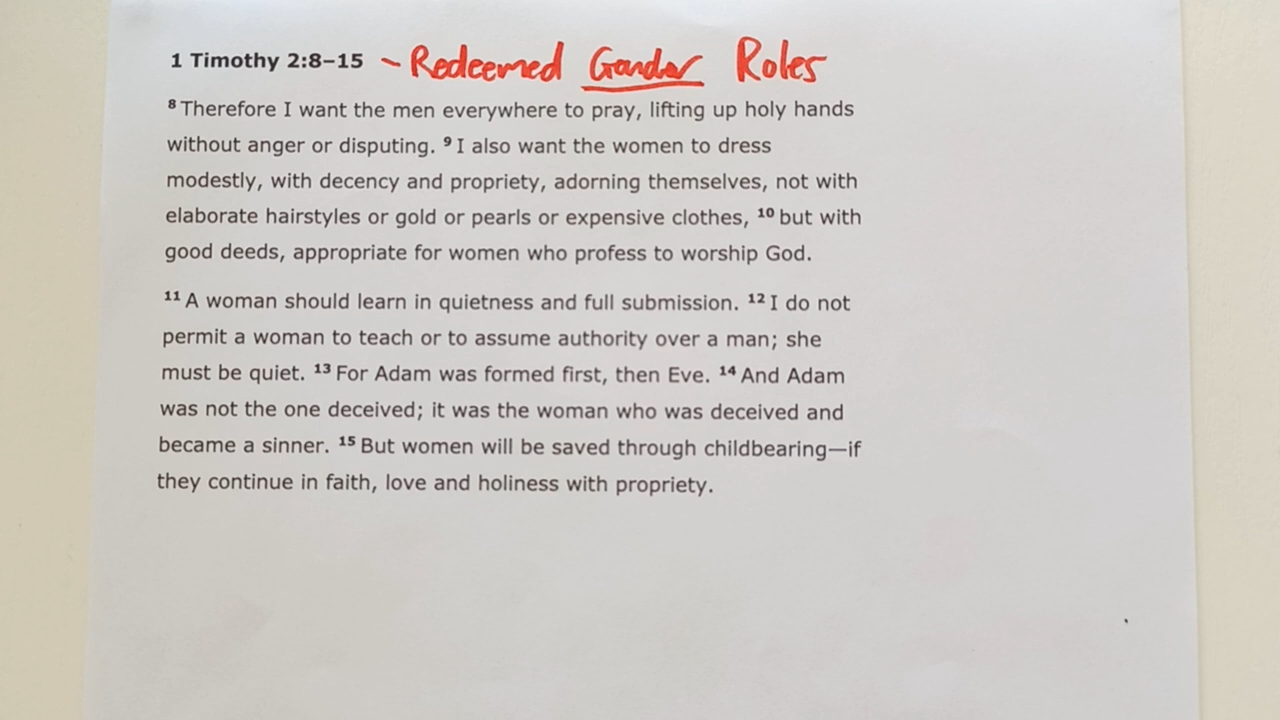 1 Timothy 2:8–15 ~ Redeemed Gender Roles
⁸ Therefore I want the men everywhere to pray, lifting up holy hands
without anger or disputing. ⁹ I also want the women to dress
modestly, with decency and propriety, adorning themselves, not with
elaborate hairstyles or gold or pearls or expensive clothes, ¹⁰ but with
good deeds, appropriate for women who profess to worship God.
¹¹ A woman should learn in quietness and full submission. ¹² I do not
permit a woman to teach or to assume authority over a man; she
must be quiet. ¹³ For Adam was formed first, then Eve. ¹⁴ And Adam
was not the one deceived; it was the woman who was deceived and
became a sinner. ¹⁵ But women will be saved through childbearing—if
they continue in faith, love and holiness with propriety.